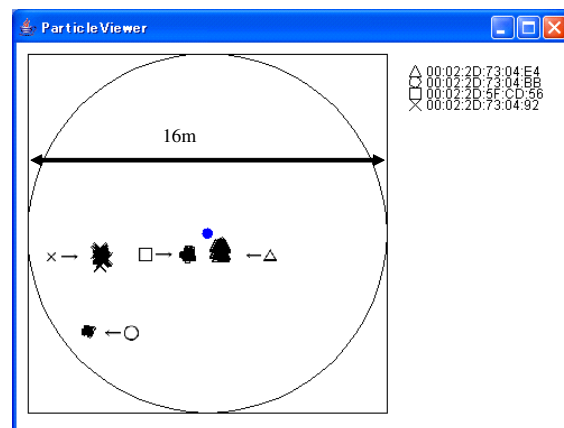 ParticleViewer
△ 00:02:2D:73:04:E4
○ 00:02:2D:73:04:BB
□ 00:02:2D:5F:CD:56
× 00:02:2D:73:04:92
16m
×→
□→
←△
←○